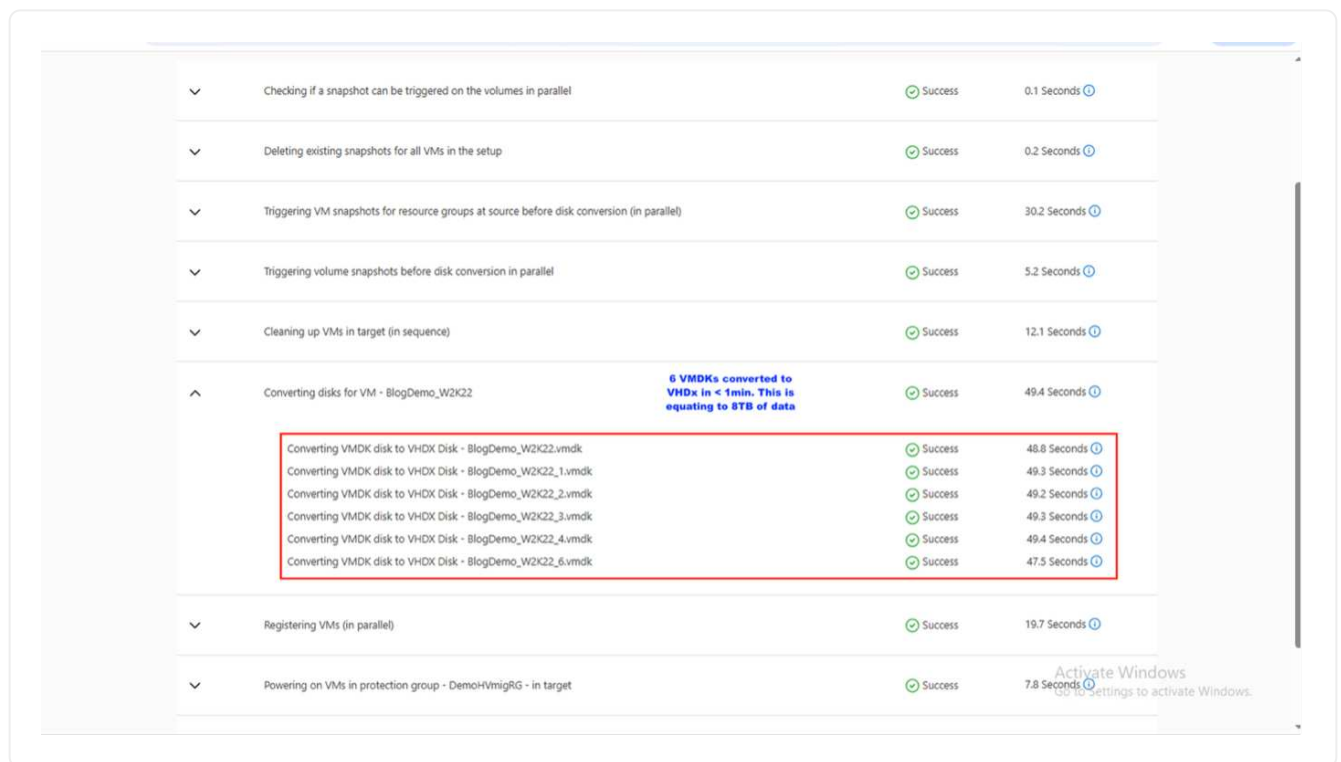 Checking if a snapshot can be triggered on the volumes in parallel Success 0.1 Seconds
Deleting existing snapshots for all VMs in the setup Success 0.2 Seconds
Triggering VM snapshots for resource groups at source before disk conversion (in parallel) Success 30.2 Seconds
Triggering volume snapshots before disk conversion in parallel Success 5.2 Seconds
Cleaning up VMs in target (in sequence) Success 12.1 Seconds
Converting disks for VM - BlogDemo_W2K22 Success 49.4 Seconds
6 VMDKs converted to
VHDx in < 1min. This is
equating to 8TB of data
Converting VMDK disk to VHDX Disk - BlogDemo_W2K22.vmdk Success 48.8 Seconds
Converting VMDK disk to VHDX Disk - BlogDemo_W2K22_1.vmdk Success 49.3 Seconds
Converting VMDK disk to VHDX Disk - BlogDemo_W2K22_2.vmdk Success 49.2 Seconds
Converting VMDK disk to VHDX Disk - BlogDemo_W2K22_3.vmdk Success 49.3 Seconds
Converting VMDK disk to VHDX Disk - BlogDemo_W2K22_4.vmdk Success 49.4 Seconds
Converting VMDK disk to VHDX Disk - BlogDemo_W2K22_6.vmdk Success 47.5 Seconds
Registering VMs (in parallel) Success 19.7 Seconds
Powering on VMs in protection group - DemoHVmigRG - in target Success 7.8 Seconds
Activate Windows
Go to Settings to activate Windows.